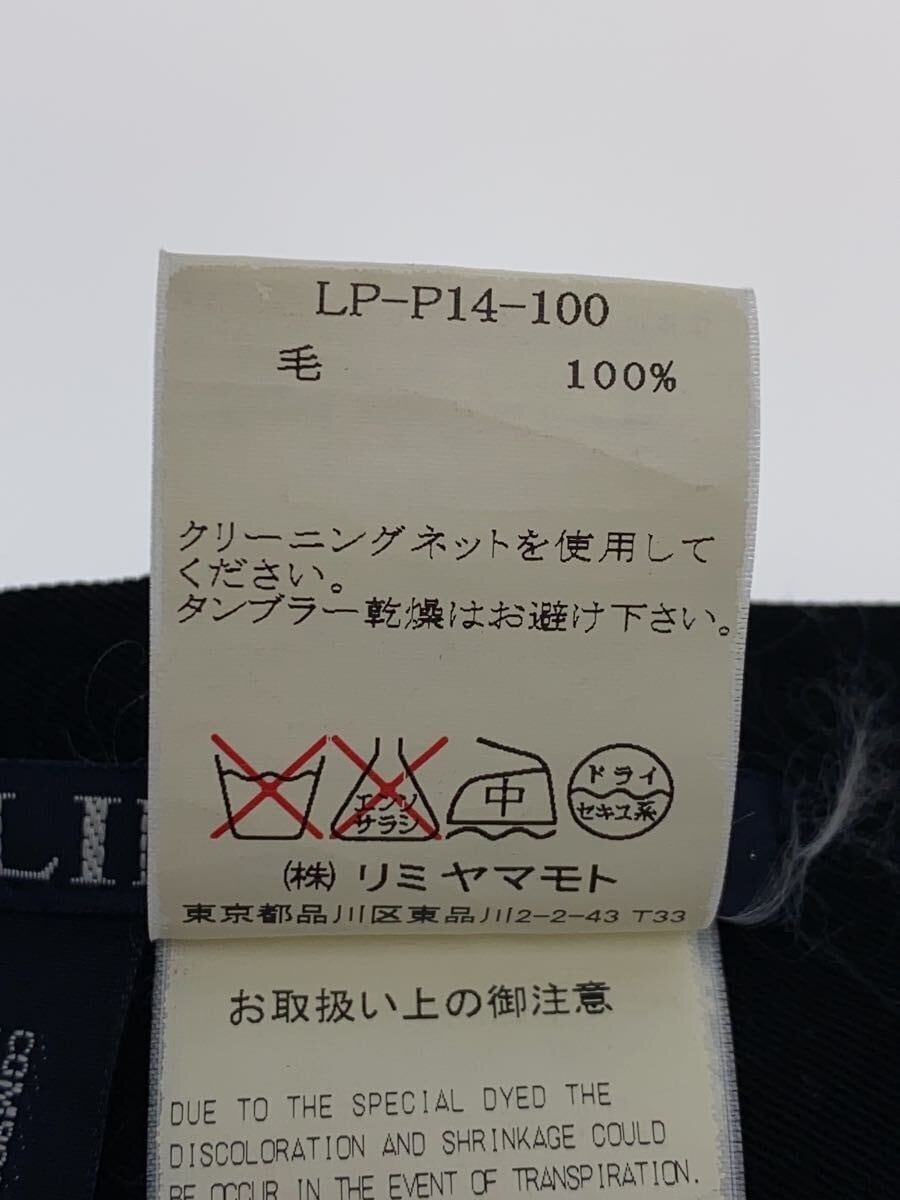 LP-P14-100
毛 100%
クリーニングネットを使用して
ください。
タンブラー乾燥はお避け下さい。
エンソ
サラシ
中
ドライ
セキユ系
(株)リミヤマモト
東京都品川区東品川2-2-43 T33
LI
お取扱い上の御注意
DUE TO THE SPECIAL DYED THE
DISCOLORATION AND SHRINKAGE COULD
BE OCCUR IN THE EVENT OF TRANSPIRATION.